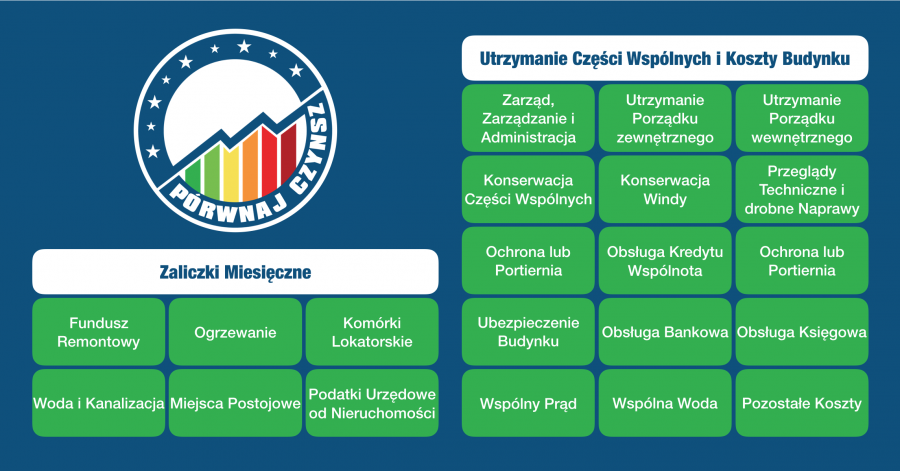 PÓRWNAJ CZYNSZ
Zaliczki Miesięczne
Fundusz
Remontowy
Ogrzewanie
Komórki
Lokatorskie
Woda i Kanalizacja
Miejsca Postojowe
Podatki Urzędowe
od Nieruchomości
Utrzymanie Części Wspólnych i Koszty Budynku
Zarząd,
Zarządzanie i
Administracja
Utrzymanie
Porządku
zewnętrznego
Utrzymanie
Porządku
wewnętrznego
Konserwacja
Części Wspólnych
Konserwacja
Windy
Przeglądy
Techniczne i
drobne Naprawy
Ochrona lub
Portiernia
Obsługa Kredytu
Wspólnota
Ochrona lub
Portiernia
Ubezpieczenie
Budynku
Obsługa Bankowa
Obsługa Księgowa
Wspólny Prąd
Wspólna Woda
Pozostałe Koszty